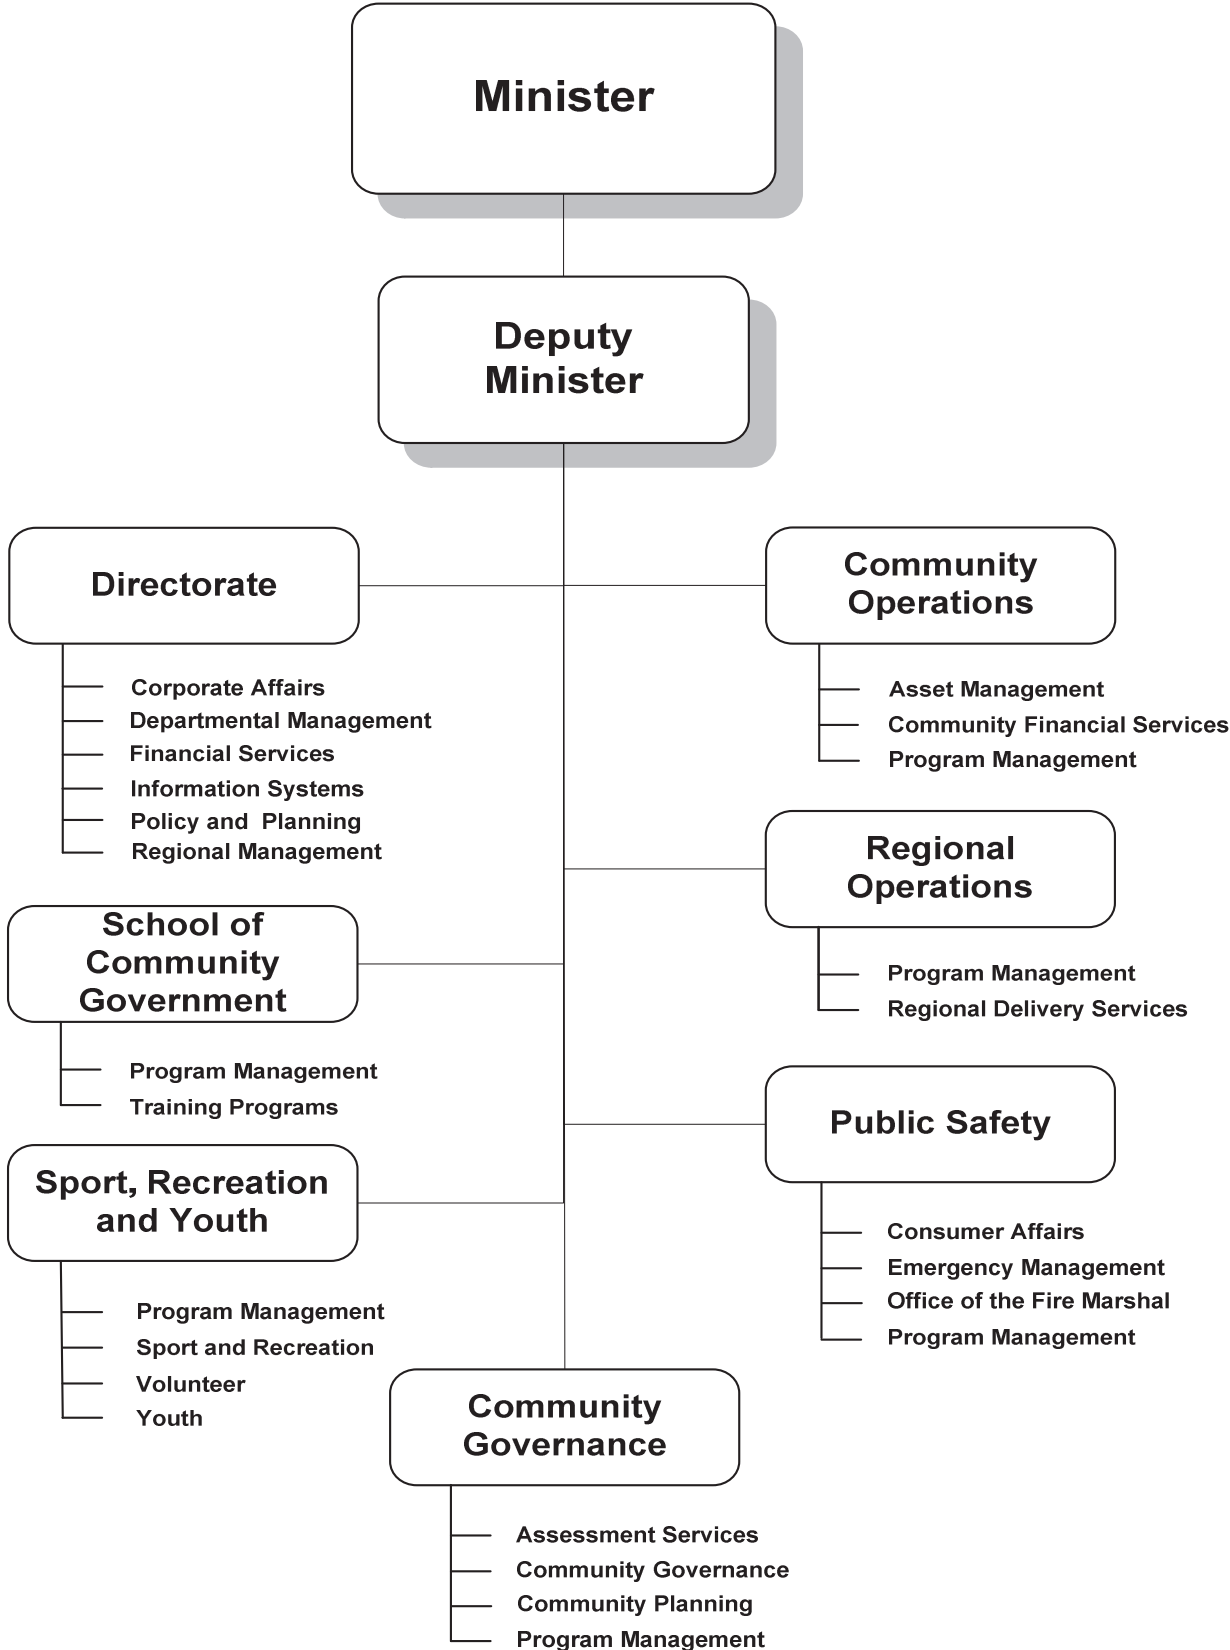 Minister
Deputy
Minister
Directorate
Corporate Affairs
Departmental Management
Financial Services
Information Systems
Policy and  Planning
Regional Management
Community
Operations
Asset Management
Community Financial Services
Program Management
Regional
Operations
Program Management
Regional Delivery Services
School of
Community
Government
Program Management
Training Programs
Public Safety
Consumer Affairs
Emergency Management
Office of the Fire Marshal
Program Management
Sport, Recreation
and Youth
Program Management
Sport and Recreation
Volunteer
Youth
Community
Governance
Assessment Services
Community Governance
Community Planning
Program Management